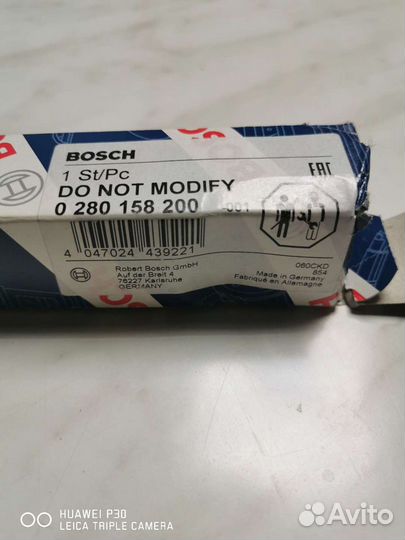 BOSCH
1 St/Pc
DO NOT MODIFY
0 280 158 200
001
EAC
4 047024 439221
Robert Bosch GmbH
Auf der Breit 4
76227 Karlsruhe
GERMANY
060CKD
854
Made in Germany
Fabriqué en Allemagne
HUAWEI P30
LEICA TRIPLE CAMERA
Avito